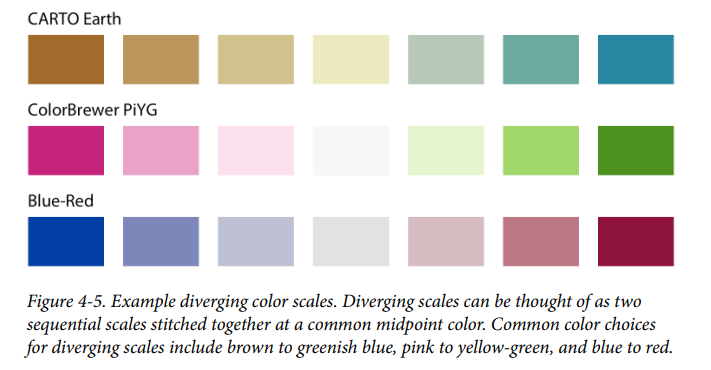 CARTO Earth
ColorBrewer PiYG
Blue-Red
Figure 4-5. Example diverging color scales. Diverging scales can be thought of as two
sequential scales stitched together at a common midpoint color. Common color choices
for diverging scales include brown to greenish blue, pink to yellow-green, and blue to red.